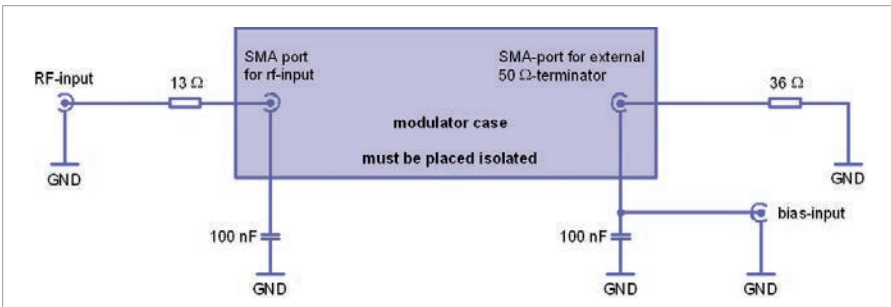 SMA port
for rf-input
SMA-port for external
50 Ω-terminator
RF-input
13 Ω
36 Ω
modulator case
must be placed isolated
GND
GND
bias-input
100 nF
100 nF
GND
GND
GND